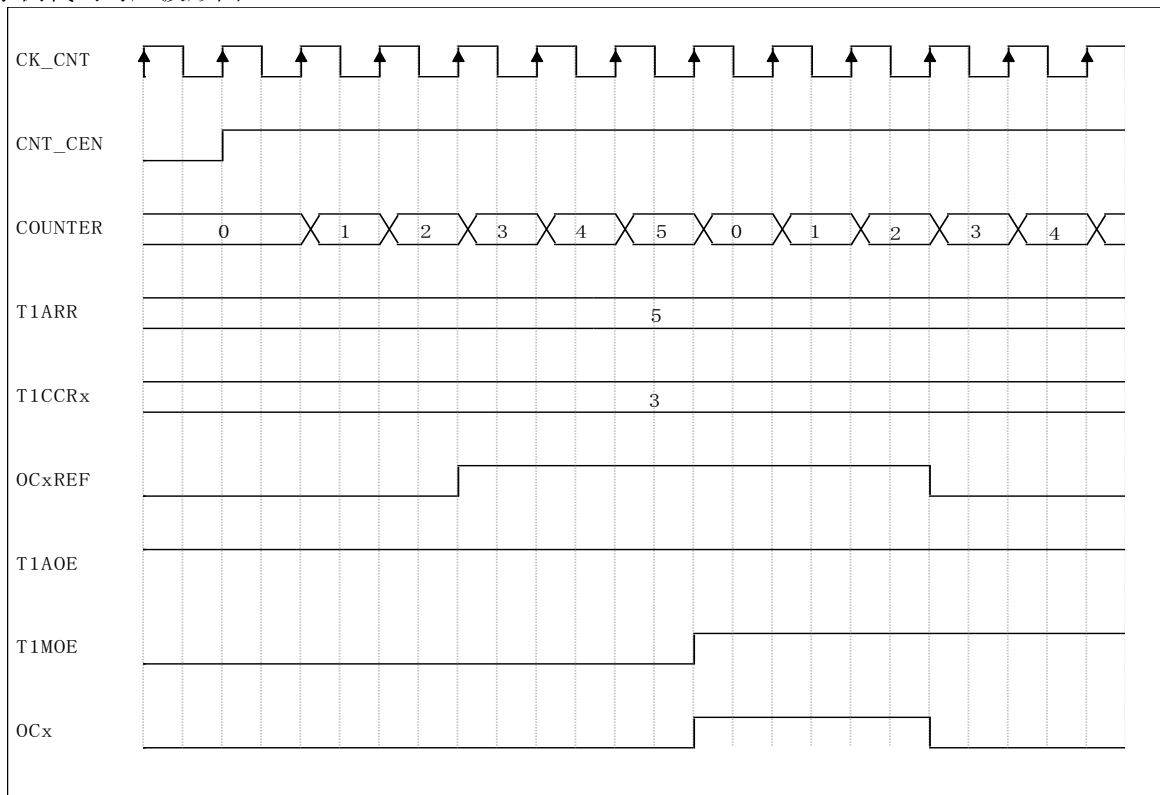 CK_CNT
CNT_CEN
COUNTER 0 1 2 3 4 5 0 1 2 3 4
T1ARR 5
T1CCRx 3
OCxREF
T1AOE
T1MOE
OCx